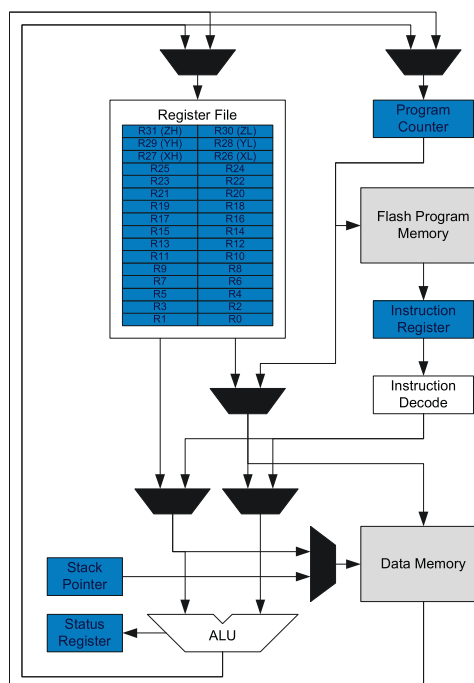 Register File
R31 (ZH) R30 (ZL)
R29 (YH) R28 (YL)
R27 (XH) R26 (XL)
R25 R24
R23 R22
R21 R20
R19 R18
R17 R16
R15 R14
R13 R12
R11 R10
R9 R8
R7 R6
R5 R4
R3 R2
R1 R0
Program
Counter
Flash Program
Memory
Instruction
Register
Instruction
Decode
Data Memory
Stack
Pointer
Status
Register
ALU